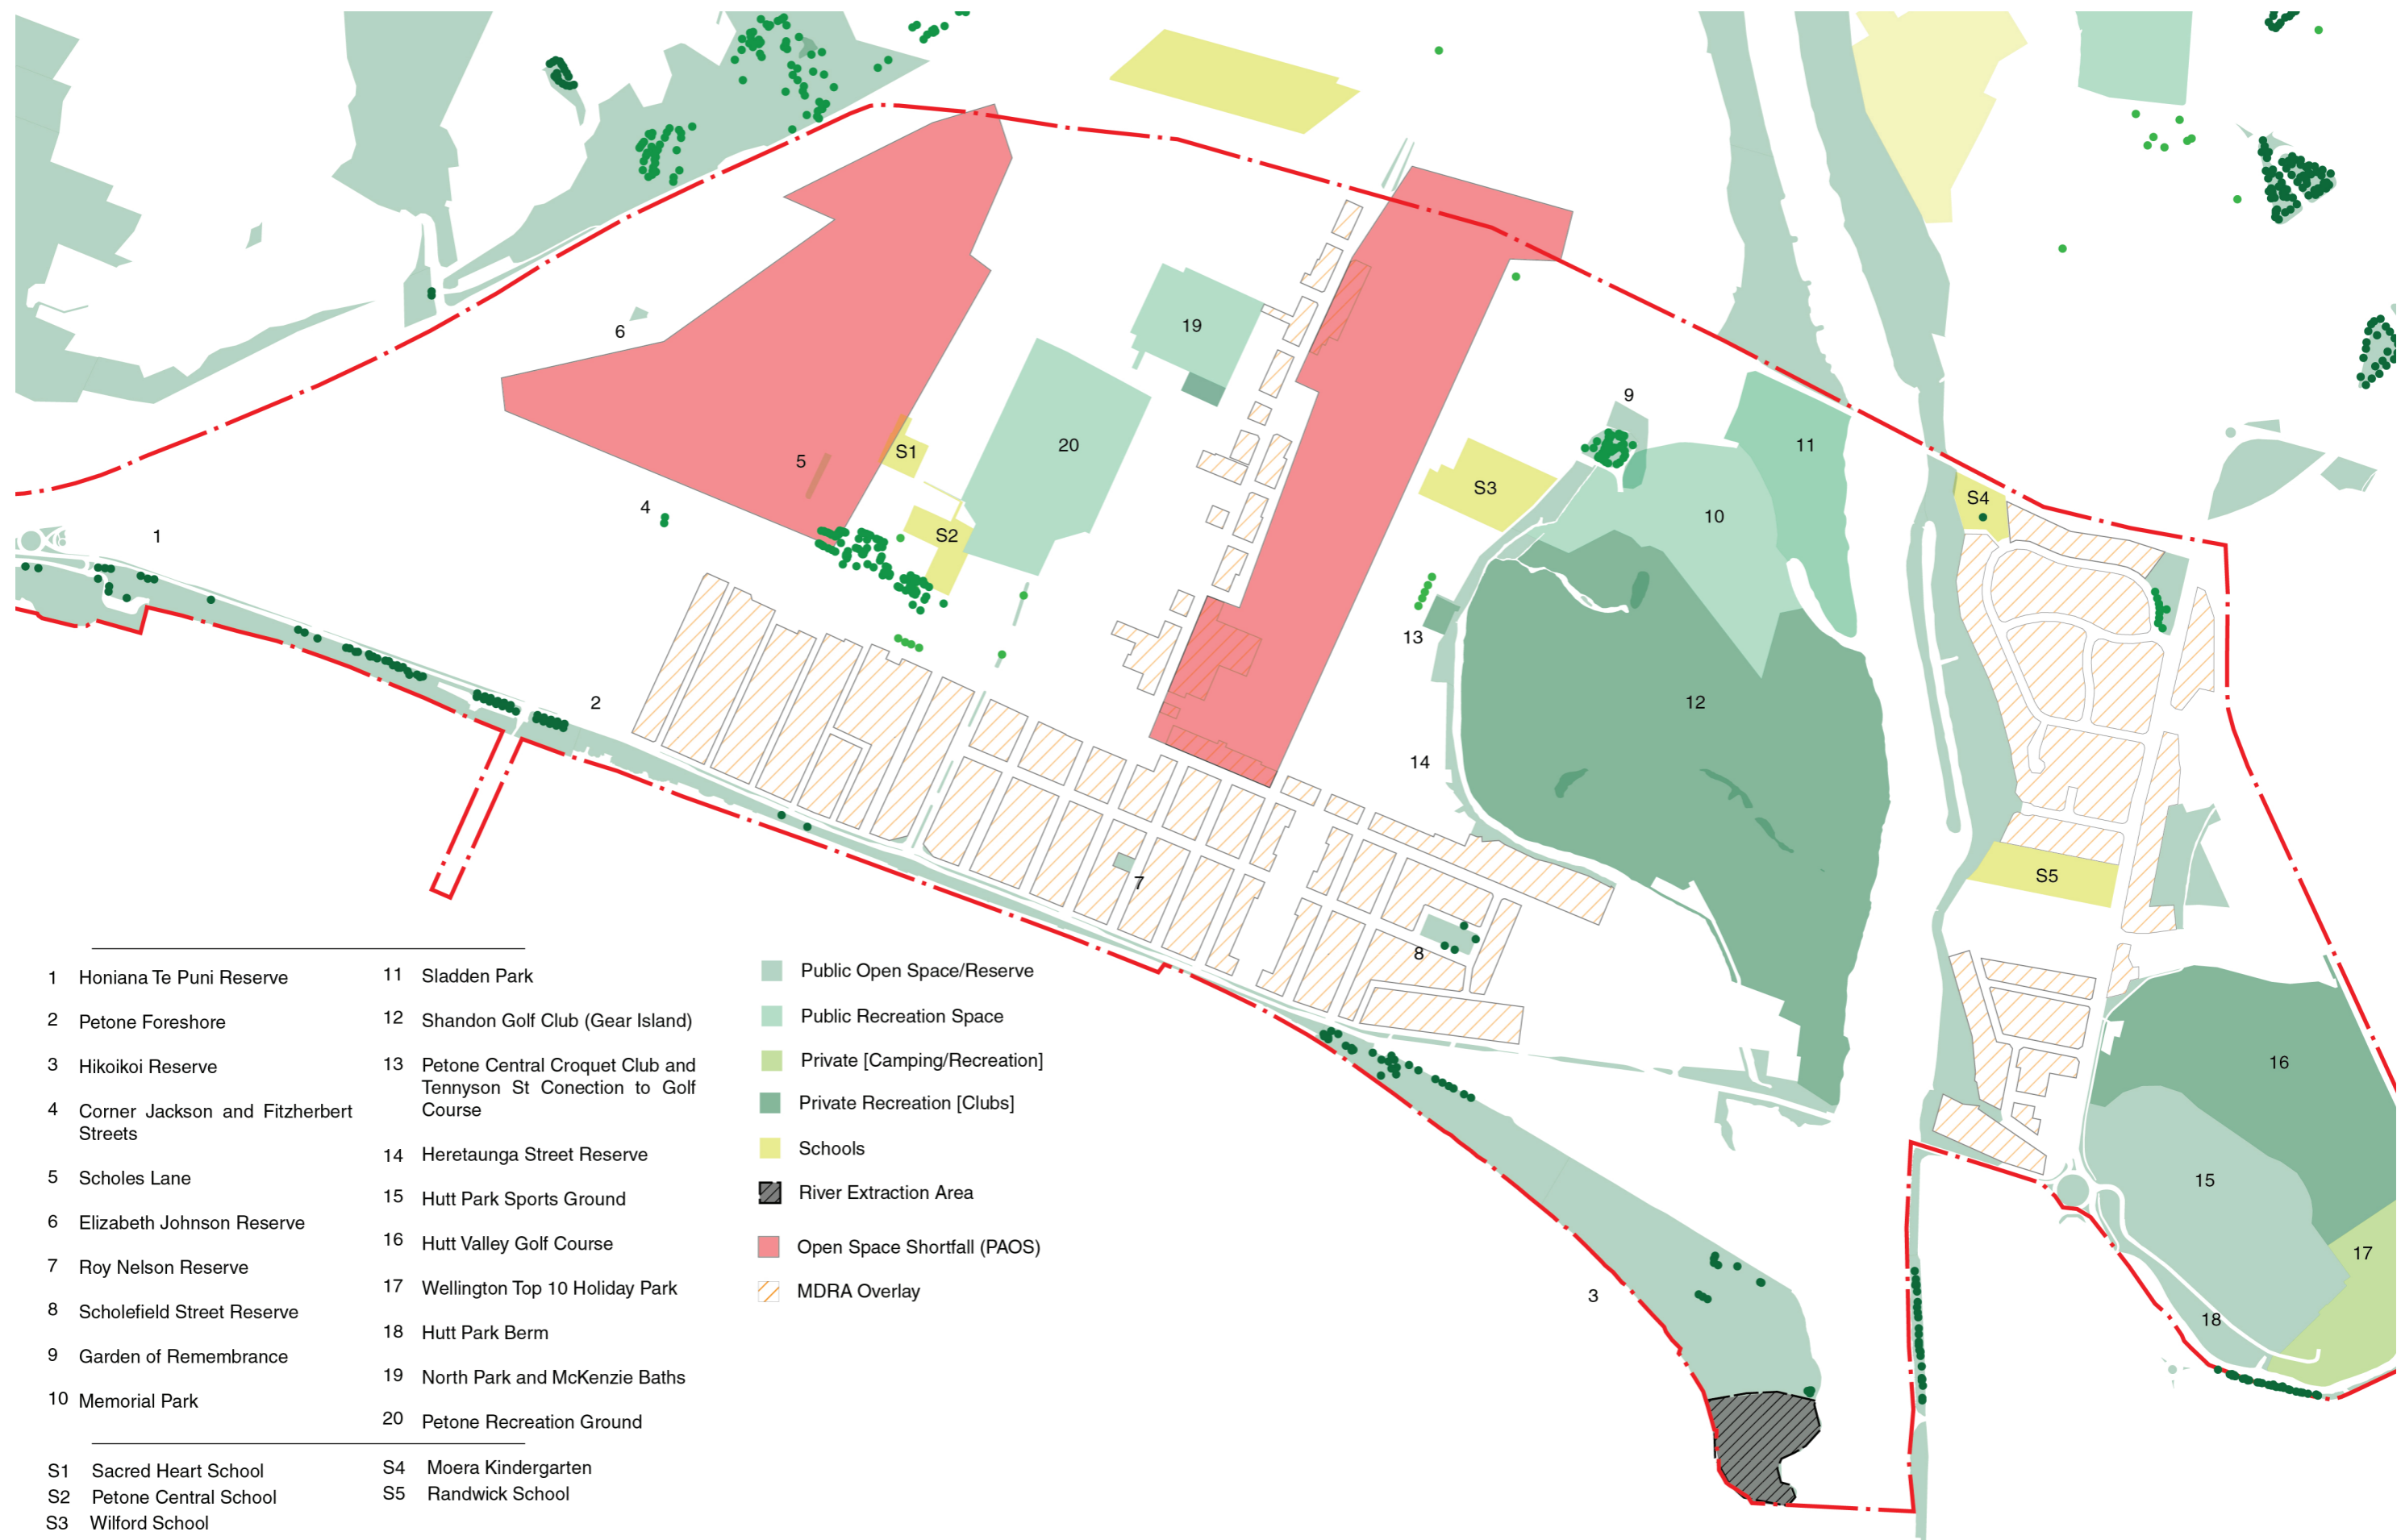 19
9
6
11
20
S1
5
S3
S4
4
10
S2
1
13
2
12
14
S5
7
8
16
15
17
3
18
1 Honiana Te Puni Reserve
2 Petone Foreshore
3 Hikoikoi Reserve
4 Corner Jackson and Fitzherbert
Streets
5 Scholes Lane
6 Elizabeth Johnson Reserve
7 Roy Nelson Reserve
8 Scholefield Street Reserve
9 Garden of Remembrance
10 Memorial Park
11 Sladden Park
12 Shandon Golf Club (Gear Island)
13 Petone Central Croquet Club and
Tennyson St Conection to Golf
Course
14 Heretaunga Street Reserve
15 Hutt Park Sports Ground
16 Hutt Valley Golf Course
17 Wellington Top 10 Holiday Park
18 Hutt Park Berm
19 North Park and McKenzie Baths
20 Petone Recreation Ground
S1 Sacred Heart School
S2 Petone Central School
S3 Wilford School
S4 Moera Kindergarten
S5 Randwick School
Public Open Space/Reserve
Public Recreation Space
Private [Camping/Recreation]
Private Recreation [Clubs]
Schools
River Extraction Area
Open Space Shortfall (PAOS)
MDRA Overlay